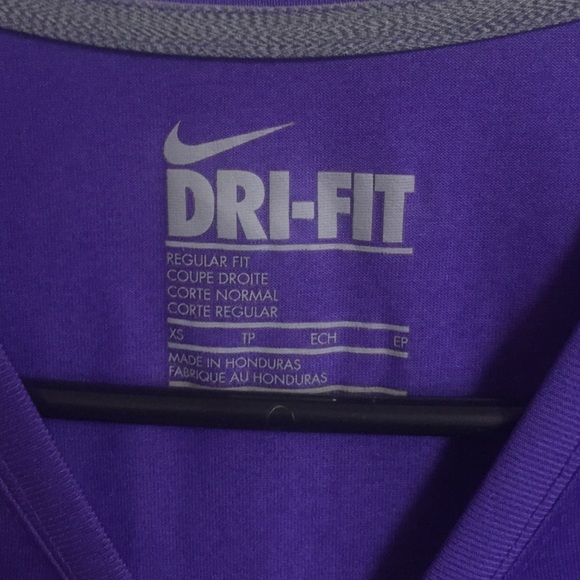 DRI-FIT
REGULAR FIT
COUPE DROITE
CORTE NORMAL
CORTE REGULAR
XS TP ECH EP
MADE IN HONDURAS
FABRIQUE AU HONDURAS